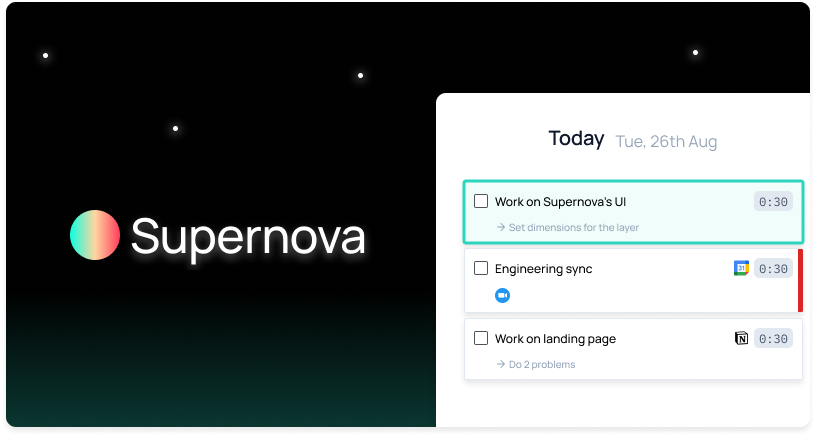 Supernova
Today Tue, 26th Aug
Work on Supernova's UI 0:30
→ Set dimensions for the layer
Engineering sync 31 0:30
Work on landing page N 0:30
→ Do 2 problems